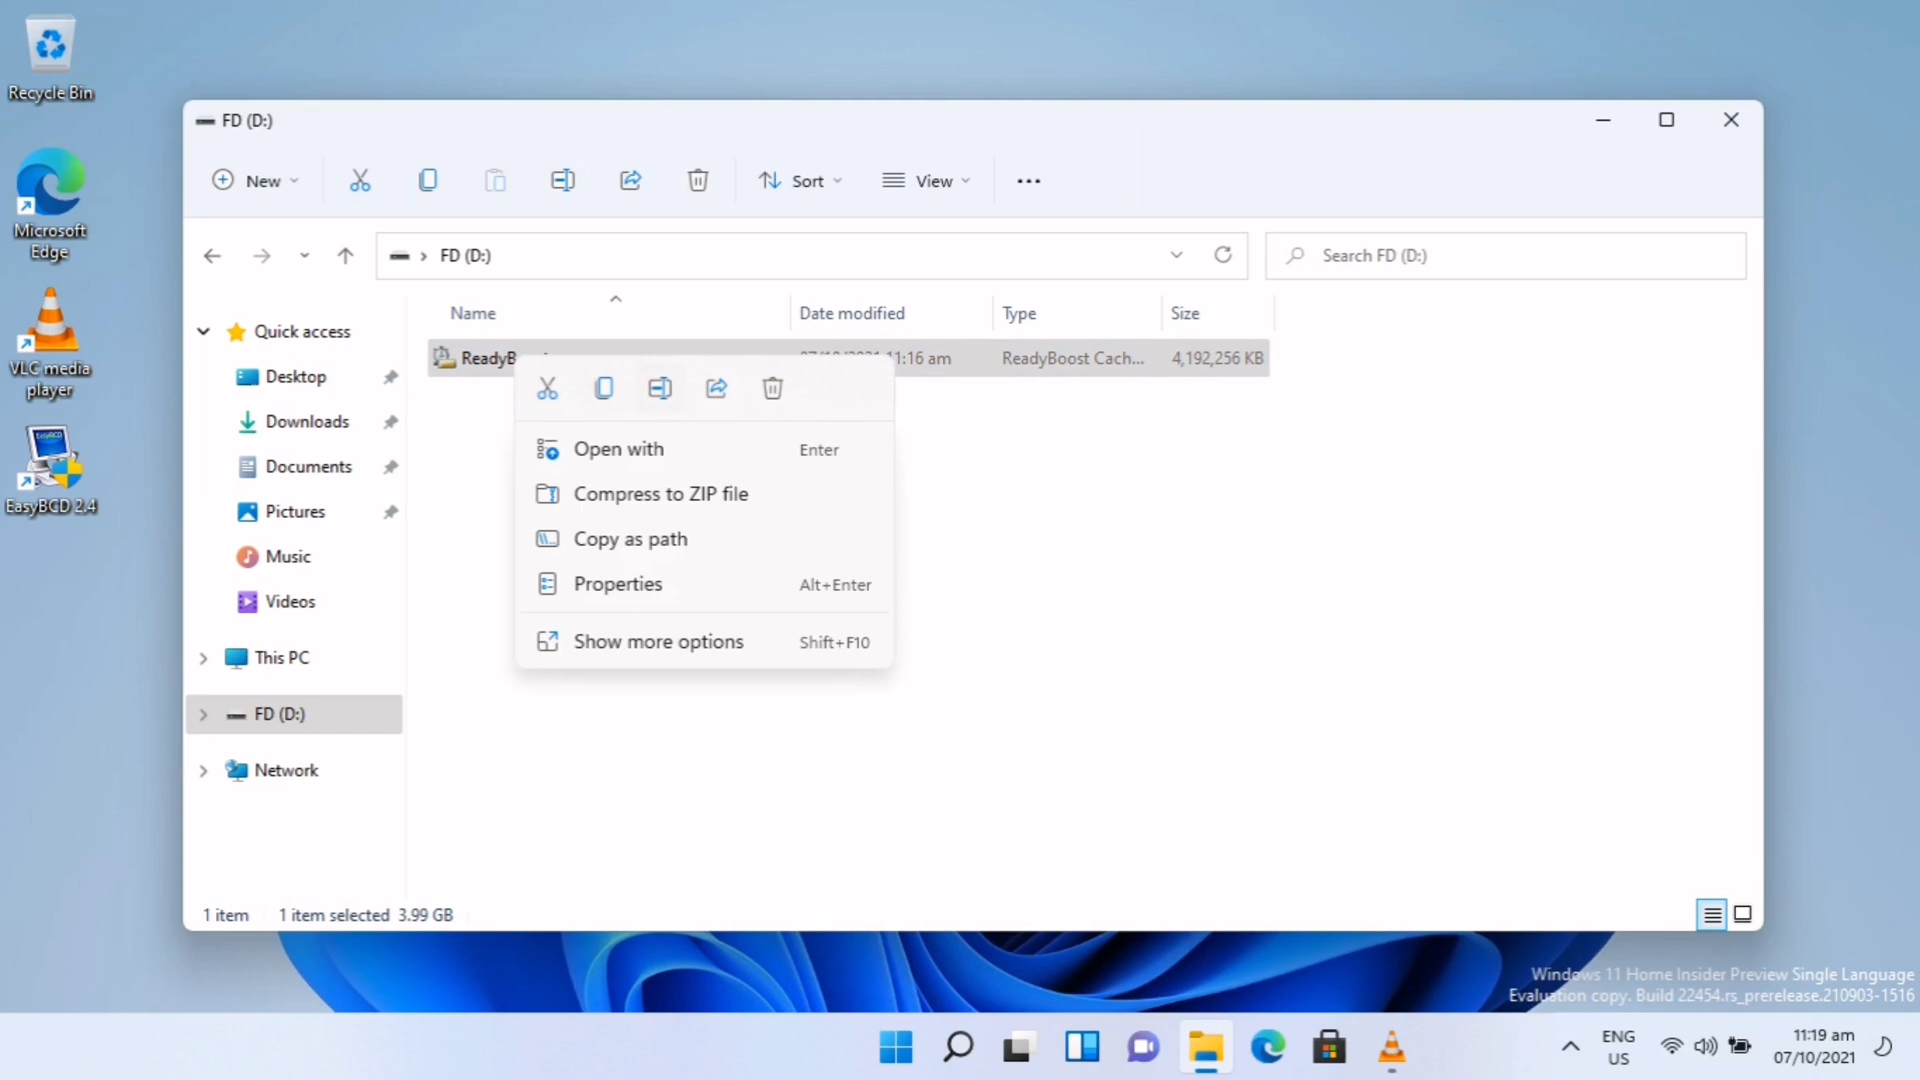 Recycle Bin
Microsoft
Edge
VLC media
player
EasyBCD 2.4
FD (D:)
New
Sort
View
FD (D:)
Search FD (D:)
Name
Date modified
Type
Size
11:16 am
ReadyBoost Cach...
4,192,256 KB
Quick access
Desktop
Downloads
Documents
Pictures
Music
Videos
This PC
FD (D:)
Network
Open with
Enter
Compress to ZIP file
Copy as path
Properties
Alt+Enter
Show more options
Shift+F10
1 item
1 item selected 3.99 GB
Windows 11 Home Insider Preview Single Language
Evaluation copy. Build 22454.rs_prerelease.210903-1516
ENG
US
11:19 am
07/10/2021